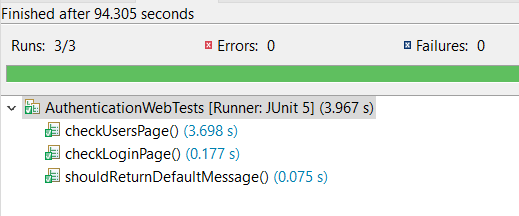 Finished after 94.305 seconds
Runs: 3/3 Errors: 0 Failures: 0
AuthenticationWebTests [Runner: JUnit 5] (3.967 s)
checkUsersPage() (3.698 s)
checkLoginPage() (0.177 s)
shouldReturnDefaultMessage() (0.075 s)